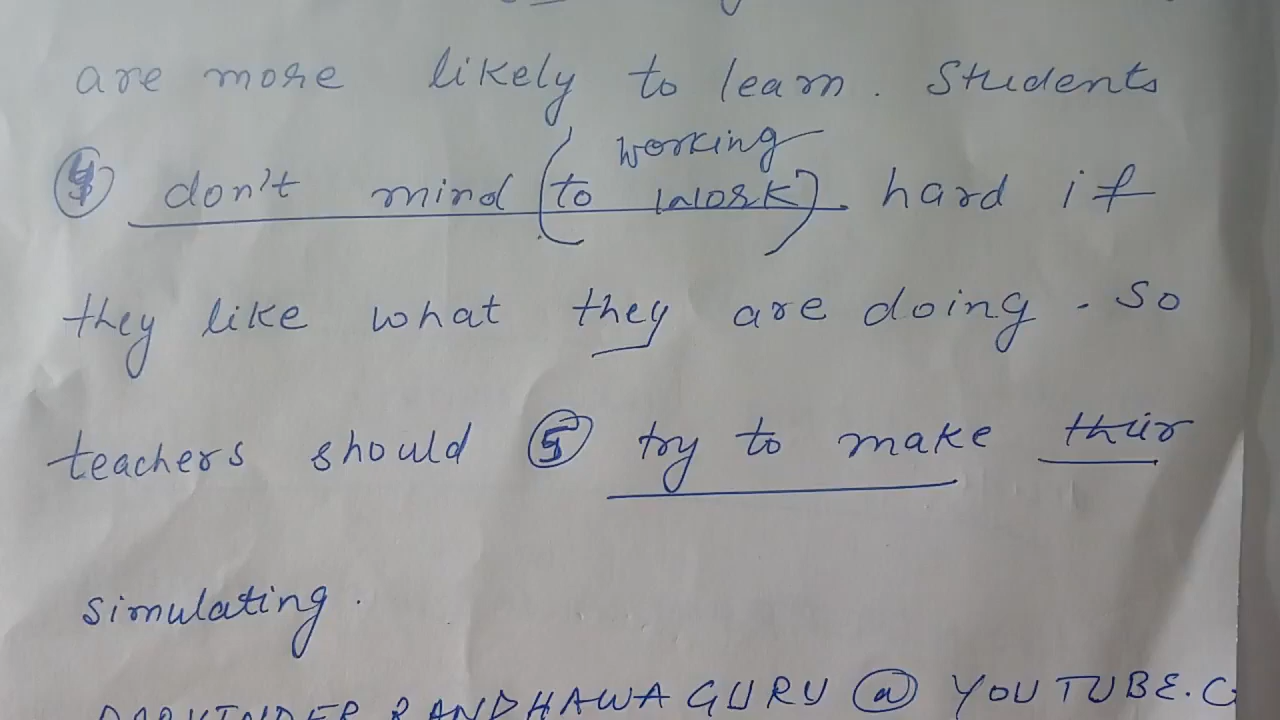 are more likely to learn. Students
working
④ don't mind (to work). hard if
they like what they are doing. So
teachers should ⑤ try to make their
simulating.
RANDHAWA GURU @ YOUTUBE.C